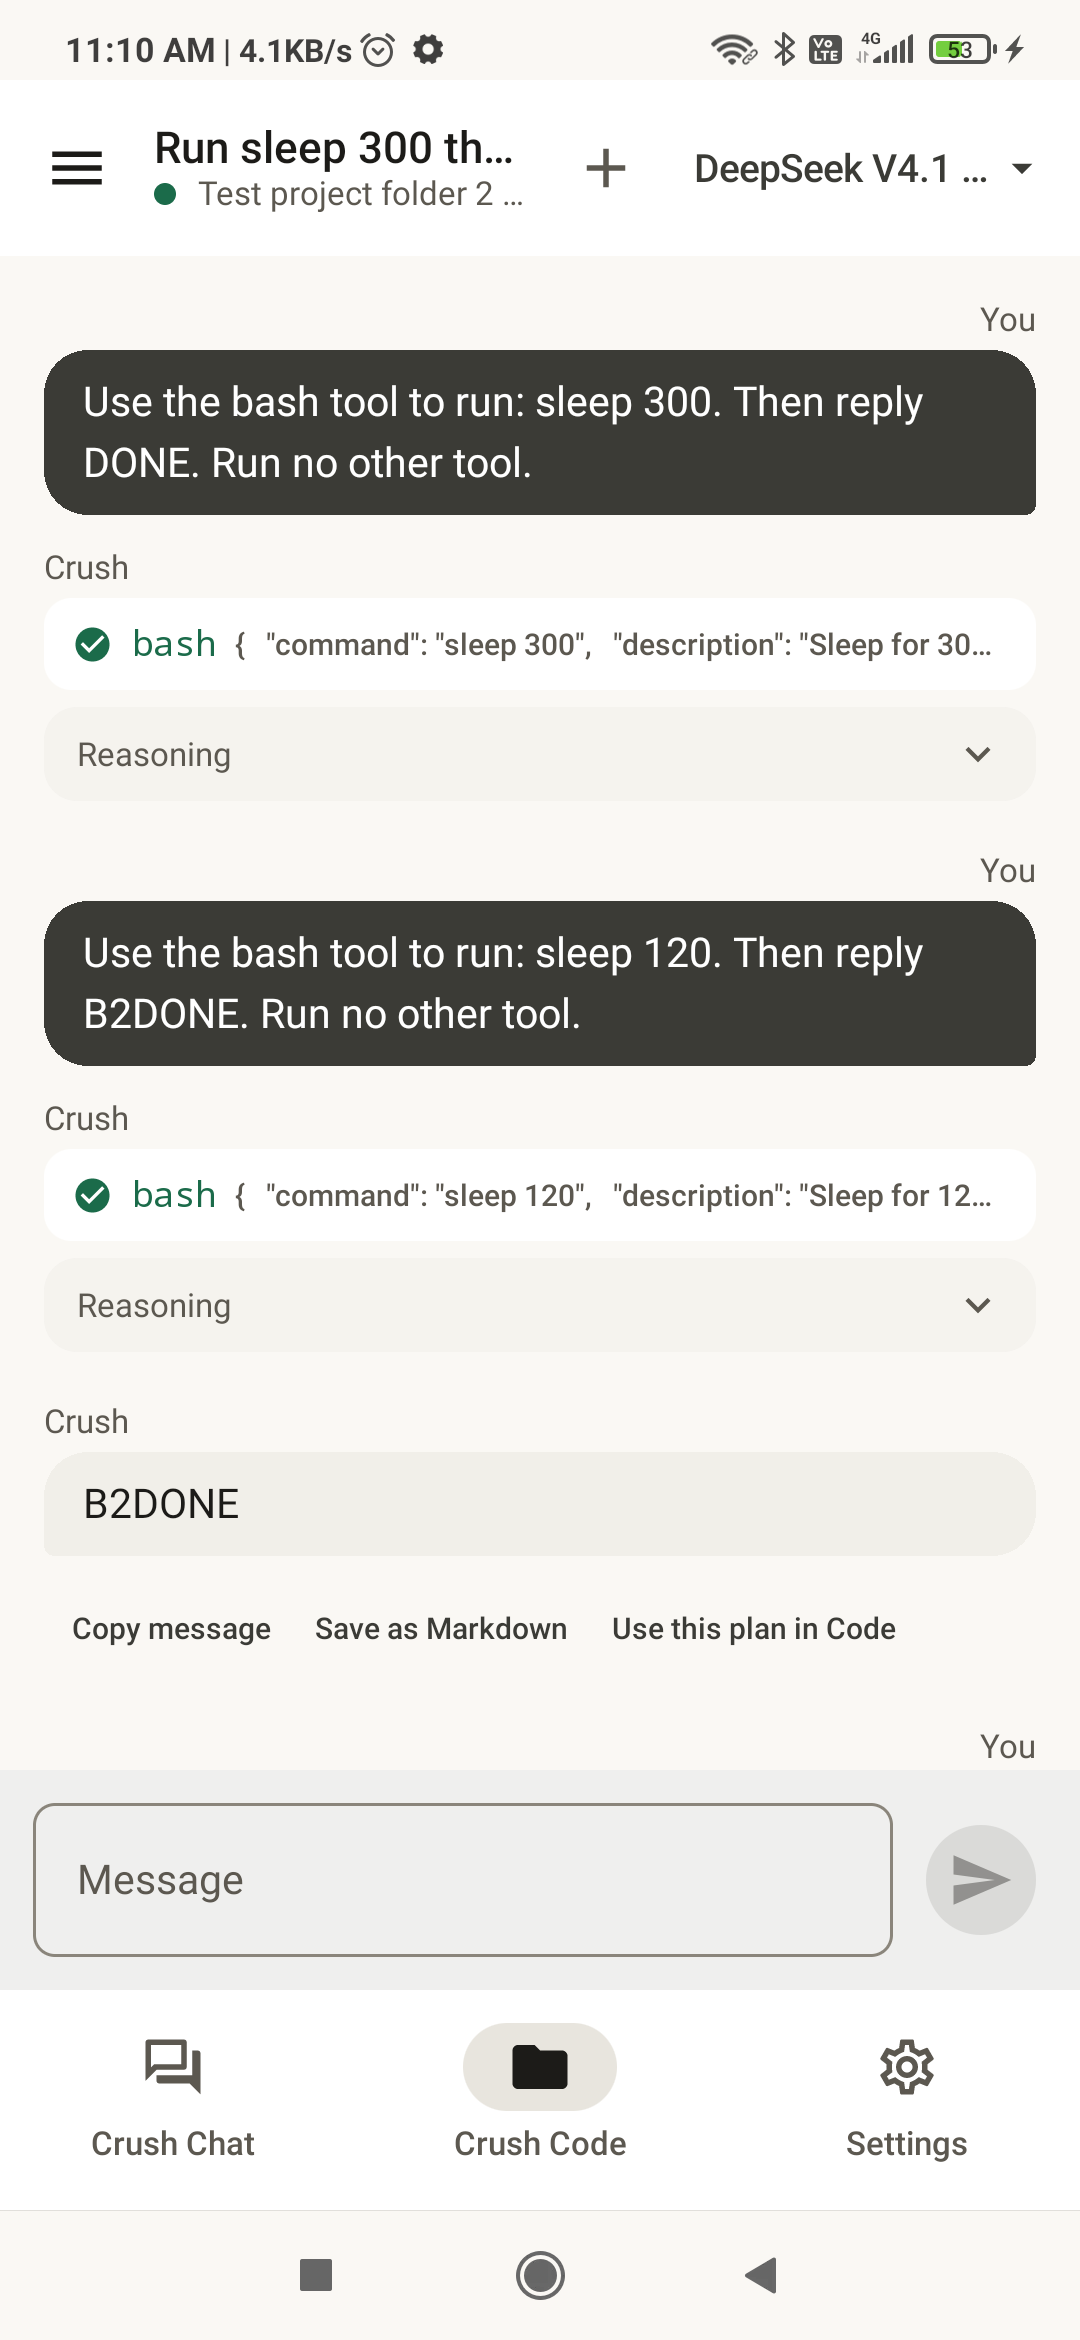 11:10 AM | 4.1KB/s
Vo LTE 4G 53
Run sleep 300 th...
Test project folder 2 ...
DeepSeek V4.1 ...
You
Use the bash tool to run: sleep 300. Then reply
DONE. Run no other tool.
Crush
bash { "command": "sleep 300", "description": "Sleep for 30...
Reasoning
You
Use the bash tool to run: sleep 120. Then reply
B2DONE. Run no other tool.
Crush
bash { "command": "sleep 120", "description": "Sleep for 12...
Reasoning
Crush
B2DONE
Copy message Save as Markdown Use this plan in Code
You
Message
Crush Chat Crush Code Settings